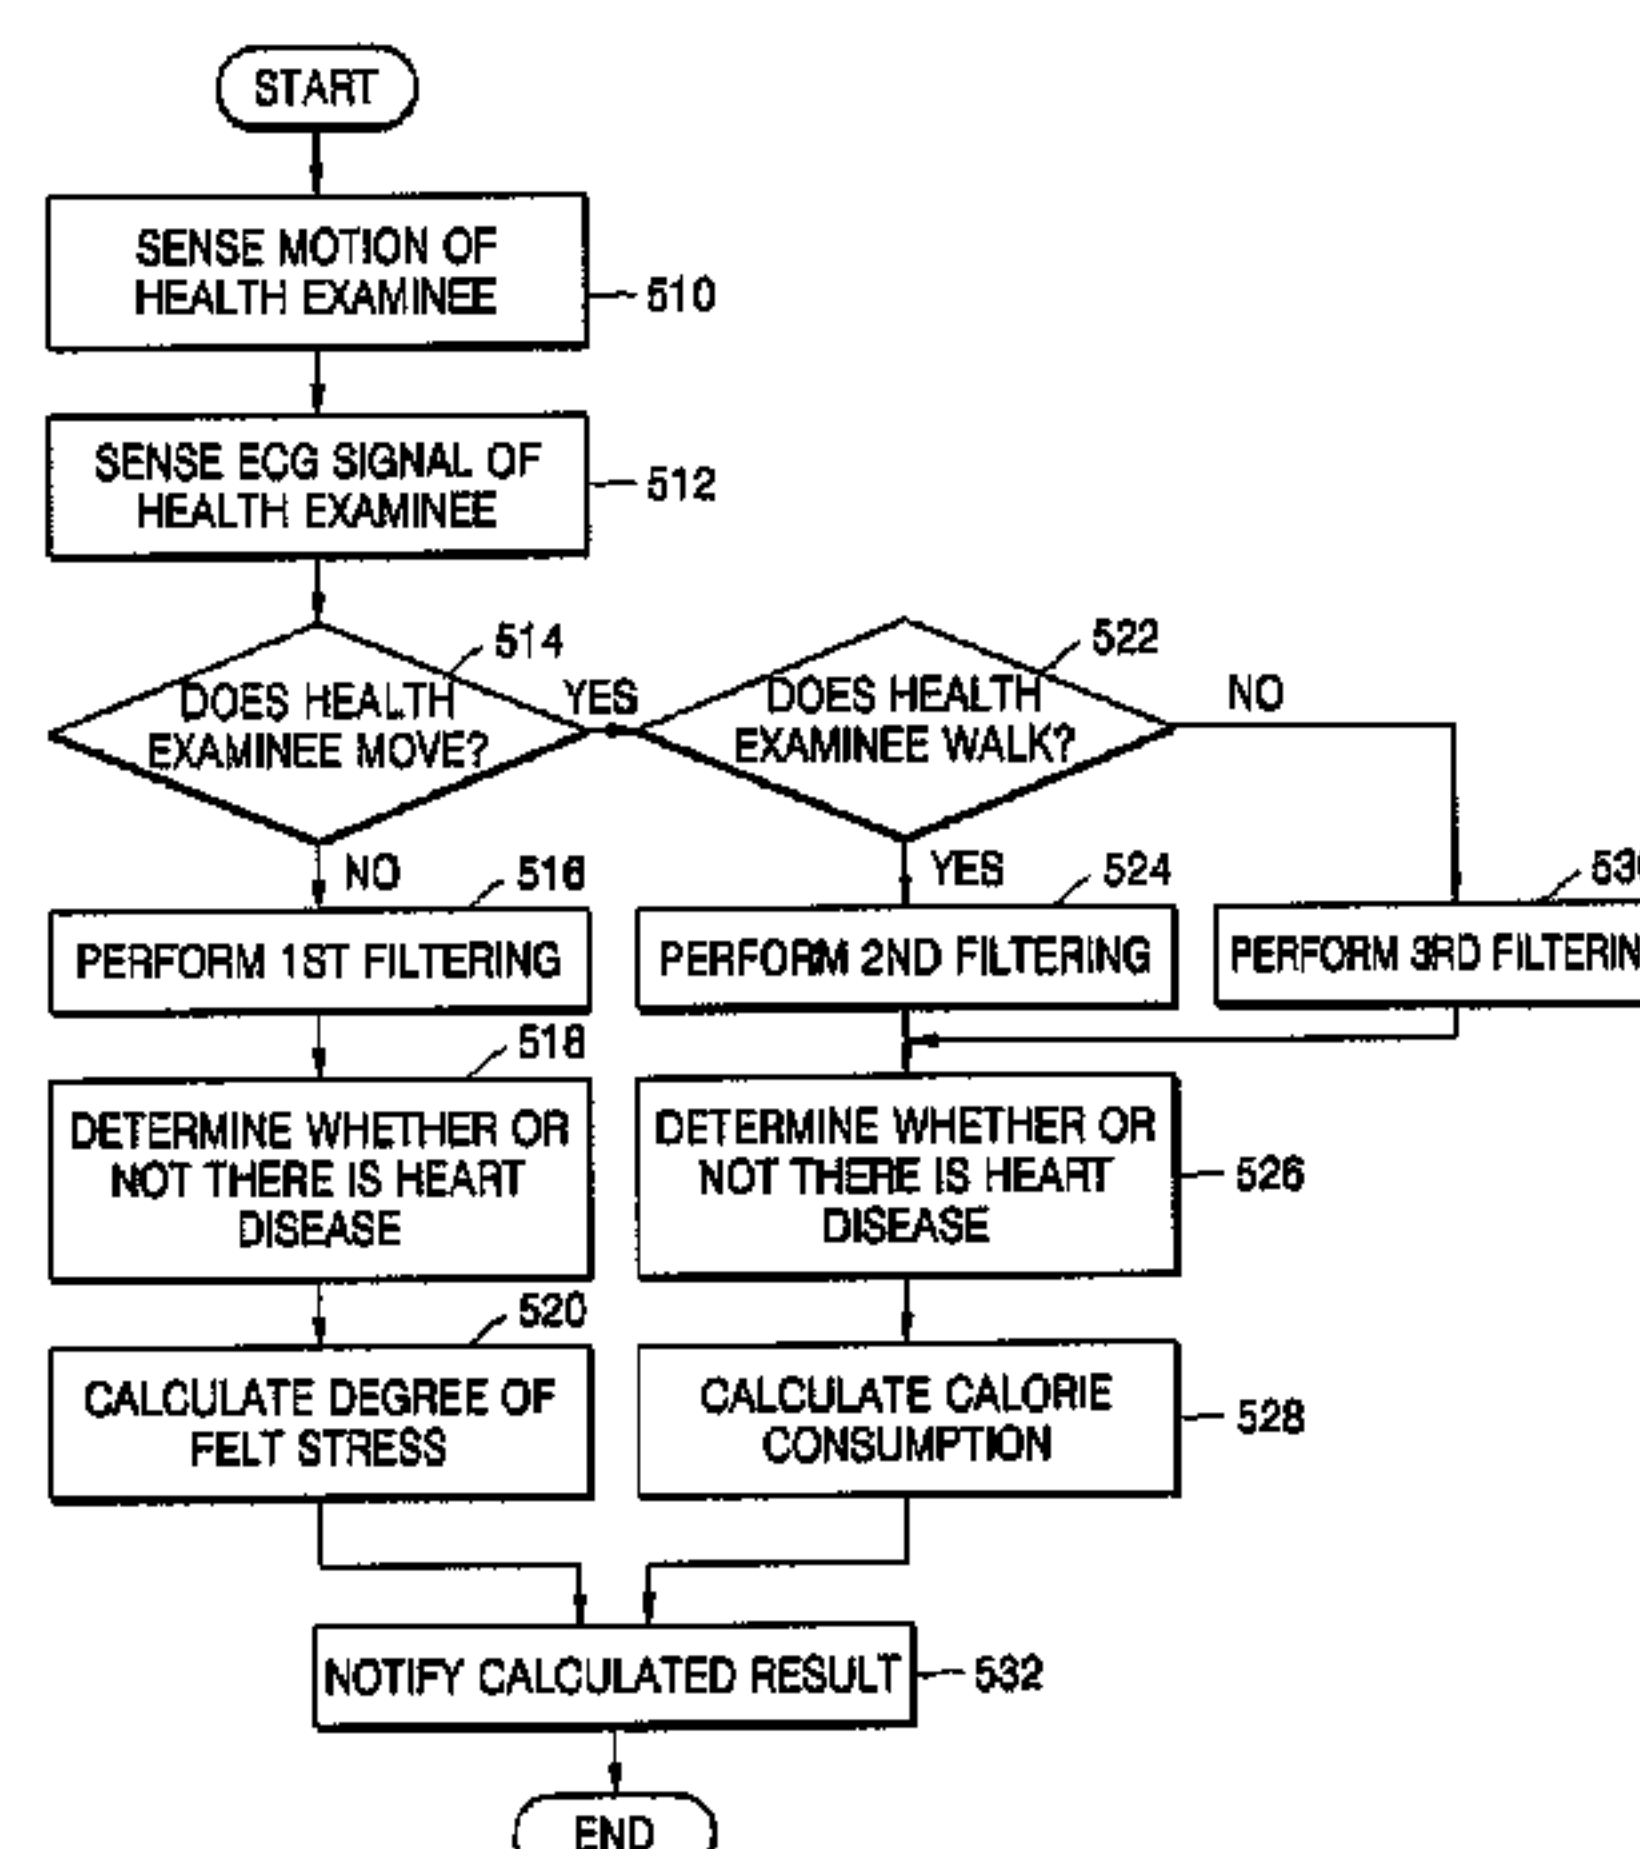 START
SENSE MOTION OF
HEALTH EXAMINEE
510
SENSE ECG SIGNAL OF
HEALTH EXAMINEE
512
514
DOES HEALTH
EXAMINEE MOVE?
YES
522
DOES HEALTH
EXAMINEE WALK?
NO
NO
516
PERFORM 1ST FILTERING
YES
524
PERFORM 2ND FILTERING
PERFORM 3RD
518
DETERMINE WHETHER OR
NOT THERE IS HEART
DISEASE
DETERMINE WHETHER OR
NOT THERE IS HEART
DISEASE
526
520
CALCULATE DEGREE OF
FELT STRESS
CALCULATE CALORIE
CONSUMPTION
528
NOTIFY CALCULATED RESULT
532
END